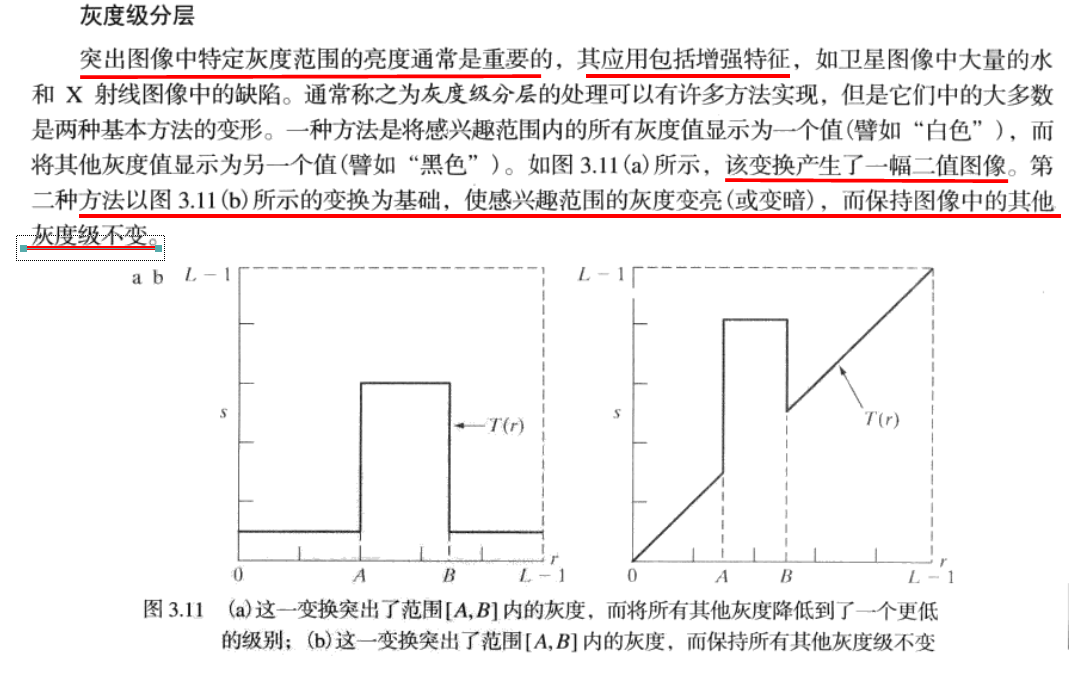 灰度级分层
突出图像中特定灰度范围的亮度通常是重要的，其应用包括增强特征，如卫星图像中大量的水
和 X 射线图像中的缺陷。通常称之为灰度级分层的处理可以有许多方法实现，但是它们中的大多数
是两种基本方法的变形。一种方法是将感兴趣范围内的所有灰度值显示为一个值(譬如“白色”)，而
将其他灰度值显示为另一个值(譬如“黑色”)。如图 3.11(a)所示，该变换产生了一幅二值图像。第
二种方法以图 3.11(b)所示的变换为基础，使感兴趣范围的灰度变亮(或变暗)，而保持图像中的其他
灰度级不变。
a b
L－1
s
T(r)
r
0
A
B
L－1
L－1
s
T(r)
r
0
A
B
L－1
图 3.11 (a)这一变换突出了范围[A,B]内的灰度，而将所有其他灰度降低到了一个更低
的级别；(b)这一变换突出了范围[A,B]内的灰度，而保持所有其他灰度级不变